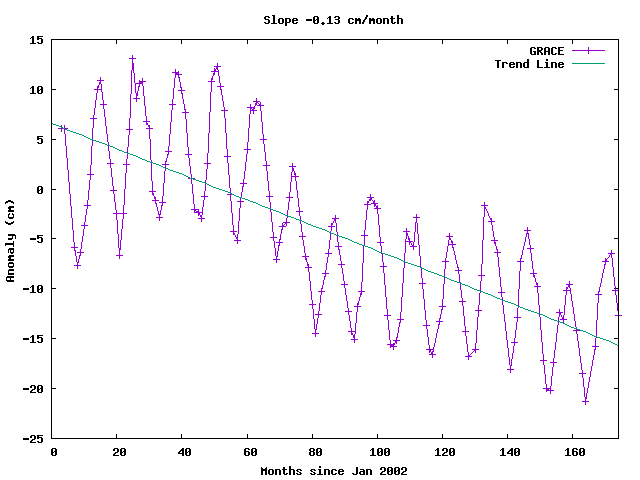 Slope -0.13 cm/month
GRACE
Trend Line
15
10
5
0
-5
-10
-15
-20
-25
Anomaly (cm)
0 20 40 60 80 100 120 140 160
Months since Jan 2002